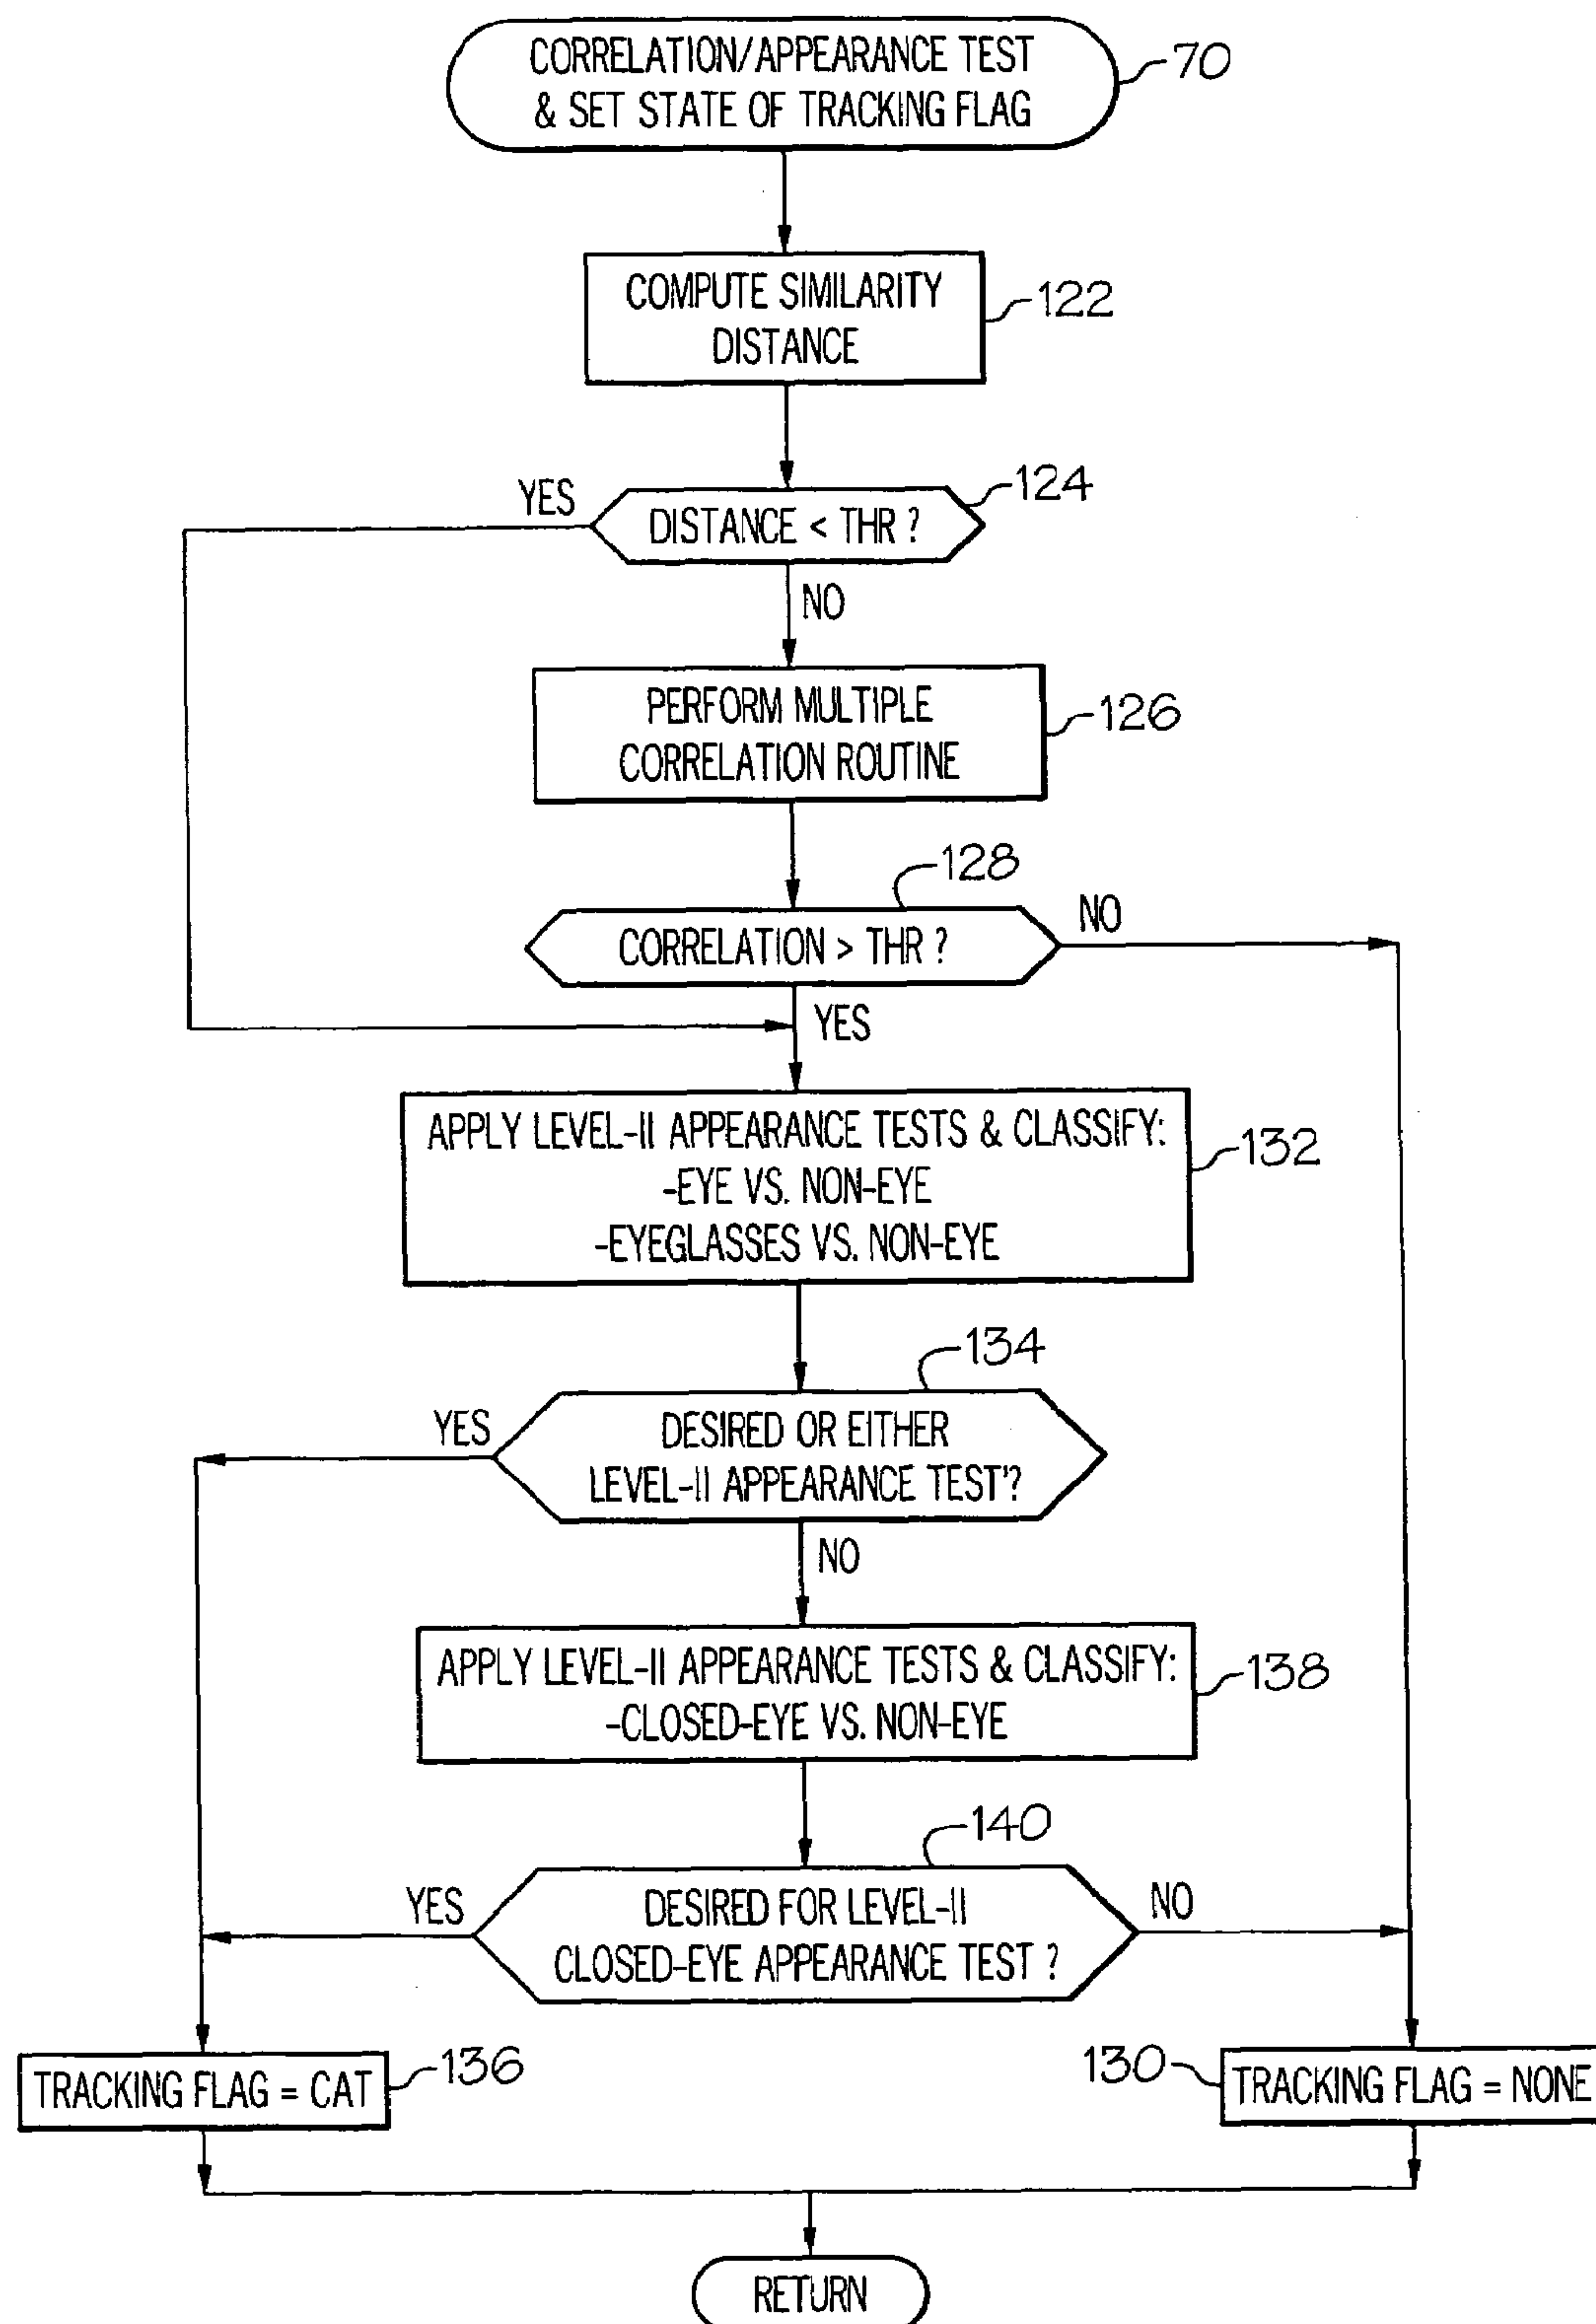 CORRELATION/APPEARANCE TEST
& SET STATE OF TRACKING FLAG
70
COMPUTE SIMILARITY
DISTANCE
122
124
YES
DISTANCE < THR ?
NO
PERFORM MULTIPLE
CORRELATION ROUTINE
126
128
CORRELATION > THR ?
NO
YES
APPLY LEVEL-II APPEARANCE TESTS & CLASSIFY:
-EYE VS. NON-EYE
-EYEGLASSES VS. NON-EYE
132
134
YES
DESIRED OR EITHER
LEVEL-II APPEARANCE TEST'?
NO
APPLY LEVEL-II APPEARANCE TESTS & CLASSIFY:
-CLOSED-EYE VS. NON-EYE
138
140
YES
DESIRED FOR LEVEL-II
CLOSED-EYE APPEARANCE TEST ?
NO
TRACKING FLAG = CAT
136
130
TRACKING FLAG = NONE
RETURN